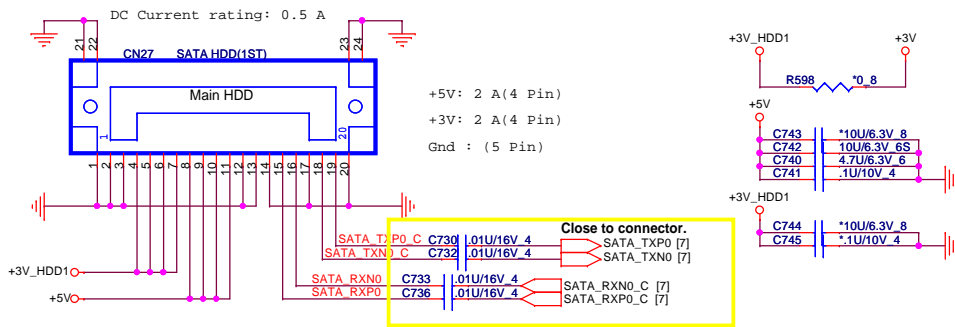 DC Current rating: 0.5 A
21
22
23
24
CN27 SATA HDD(1ST)
Main HDD
1
20
1
2
3
4
5
6
7
8
9
10
11
12
13
14
15
16
17
18
19
20
+5V: 2 A(4 Pin)
+3V: 2 A(4 Pin)
Gnd : (5 Pin)
+3V_HDD1
+3V
R598 *0_8
+5V
C743 *10U/6.3V_8
C742 10U/6.3V_6S
C740 4.7U/6.3V_6
C741 .1U/10V_4
+3V_HDD1
C744 *10U/6.3V_8
C745 *.1U/10V_4
Close to connector.
SATA_TXP0_C C730 .01U/16V_4 SATA_TXP0 [7]
SATA_TXN0_C C732 .01U/16V_4 SATA_TXN0 [7]
SATA_RXN0 C733 .01U/16V_4 SATA_RXN0_C [7]
SATA_RXP0 C736 .01U/16V_4 SATA_RXP0_C [7]
+3V_HDD1
+5V